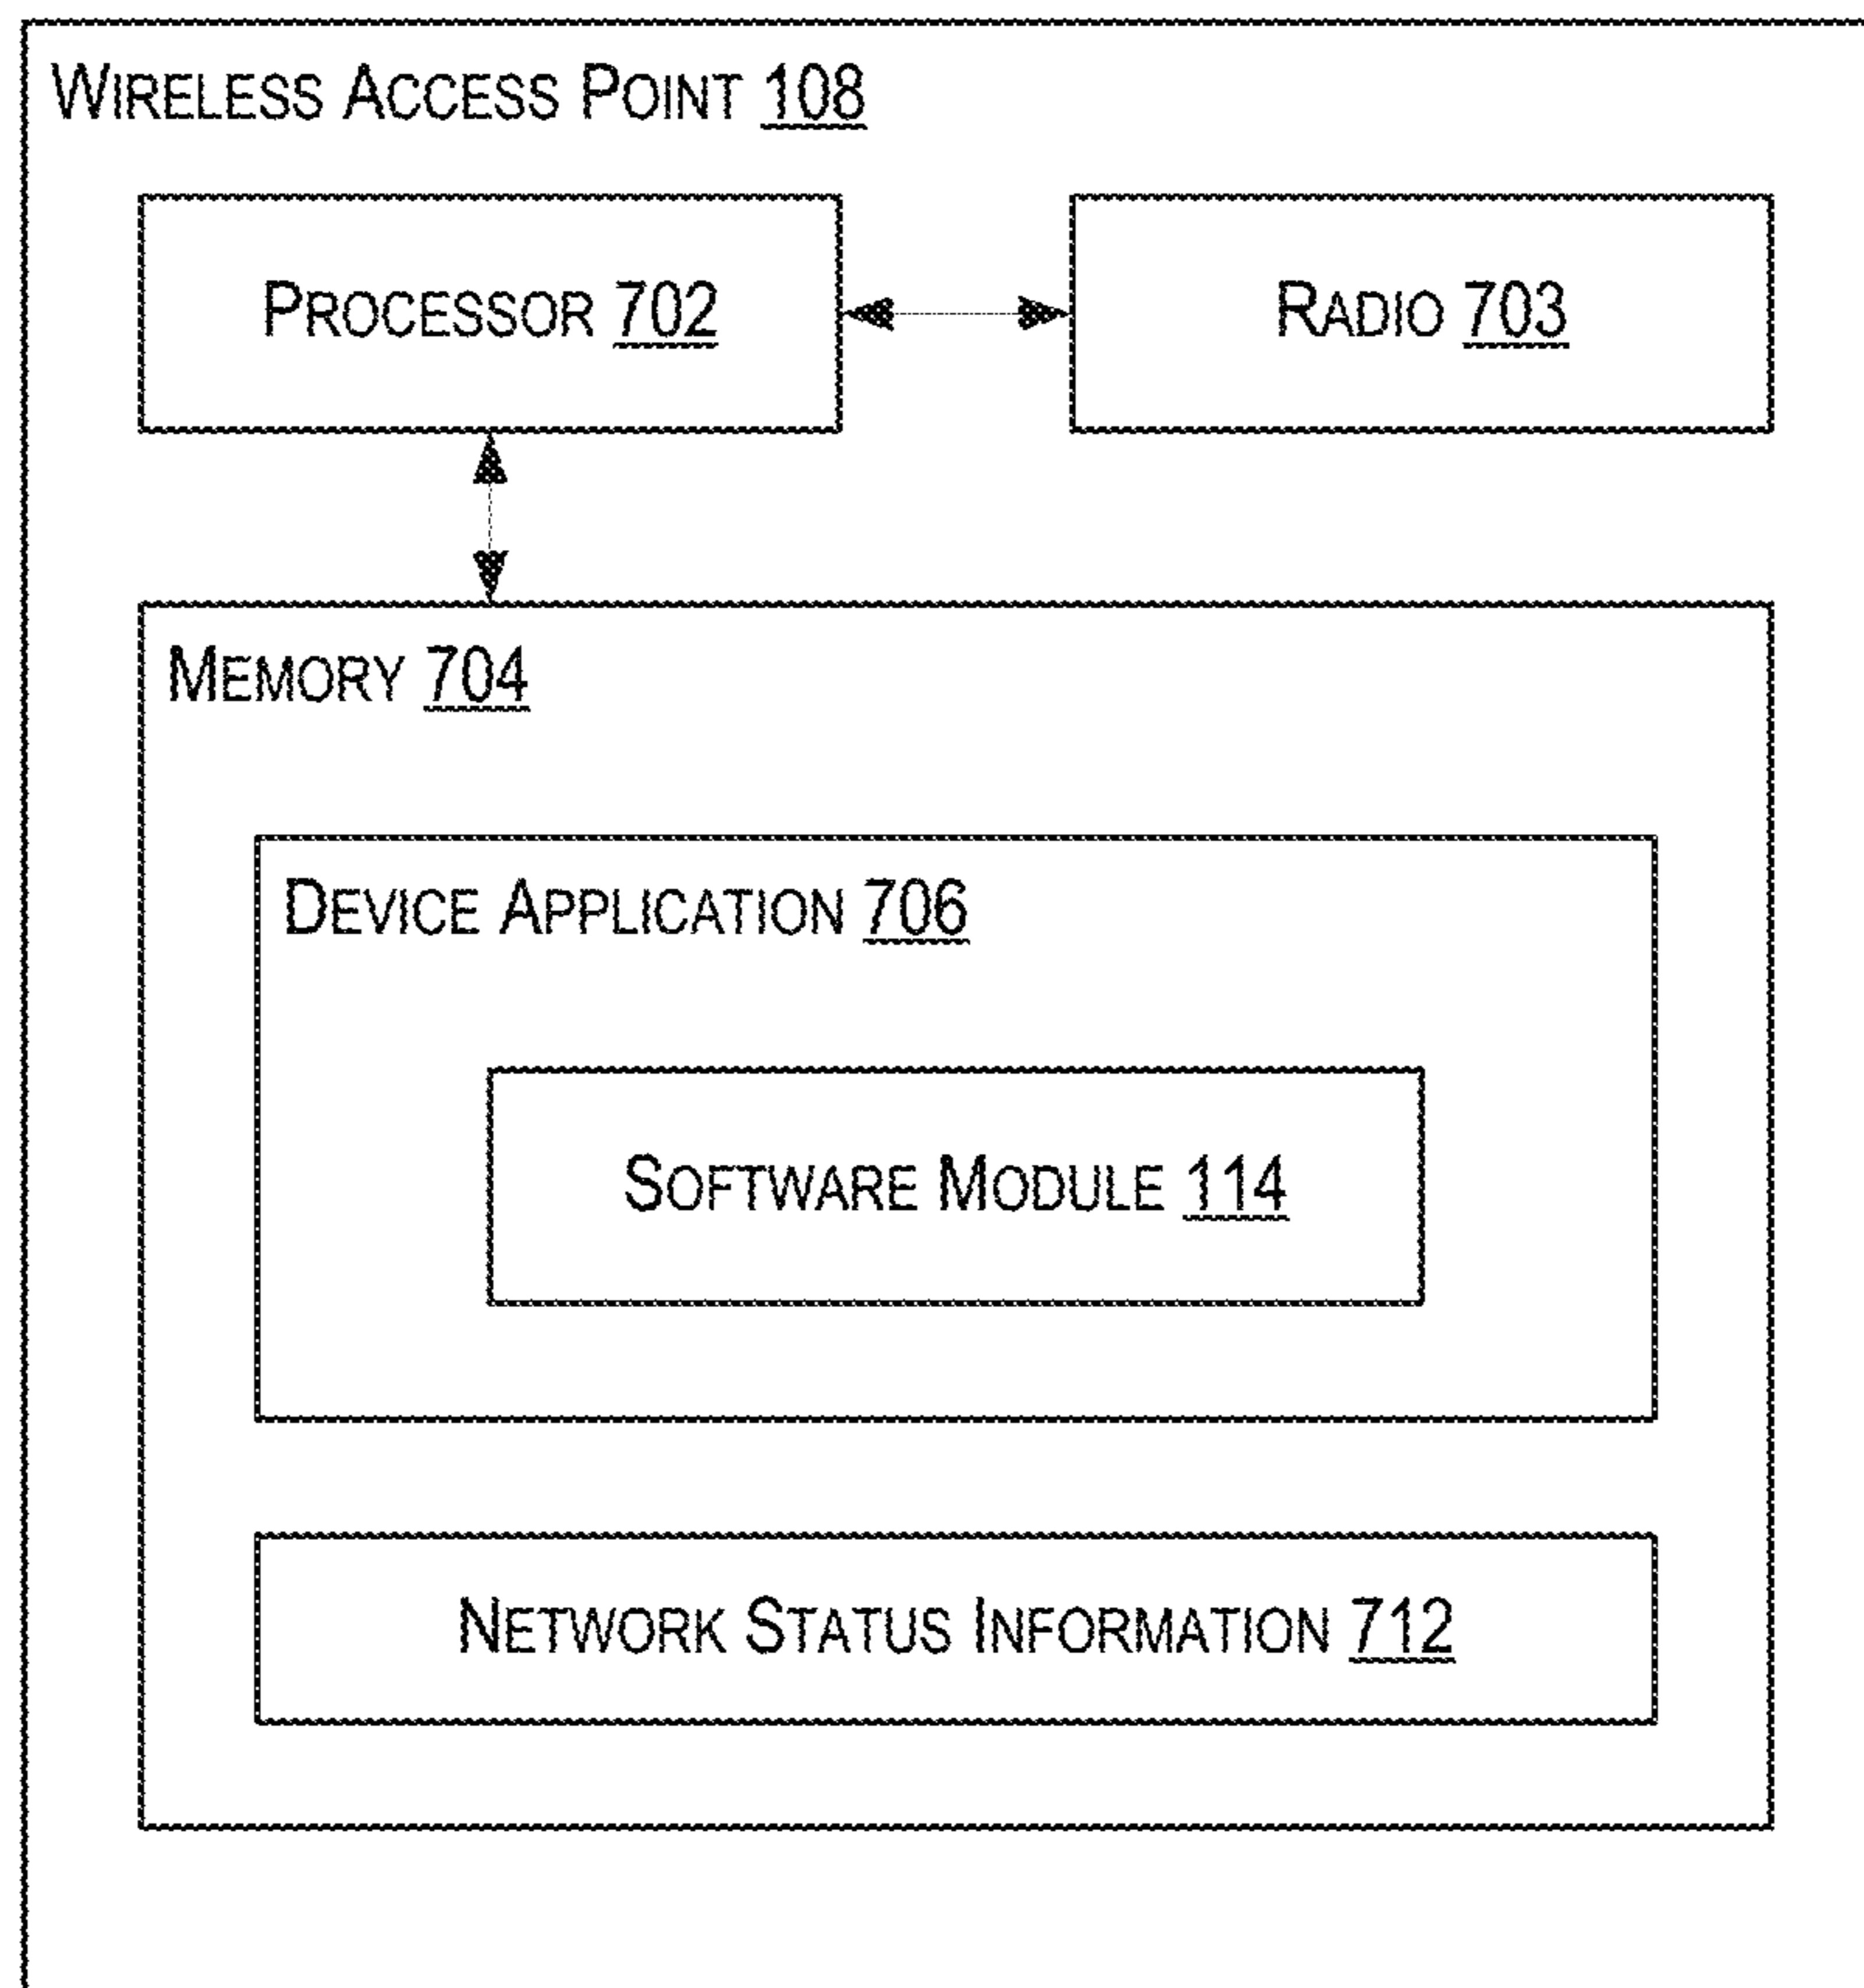 WIRELESS ACCESS POINT 108
PROCESSOR 702
RADIO 703
MEMORY 704
DEVICE APPLICATION 706
SOFTWARE MODULE 114
NETWORK STATUS INFORMATION 712